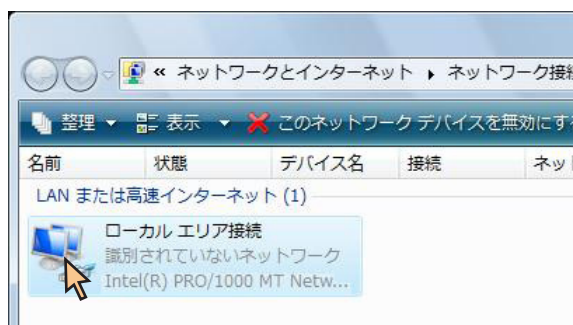 « ネットワークとインターネット ▸ ネットワーク接続
整理 表示 このネットワーク デバイスを無効にす
名前 状態 デバイス名 接続 ネッ
LAN または高速インターネット (1)
ローカル エリア接続
識別されていないネットワーク
Intel(R) PRO/1000 MT Netw...